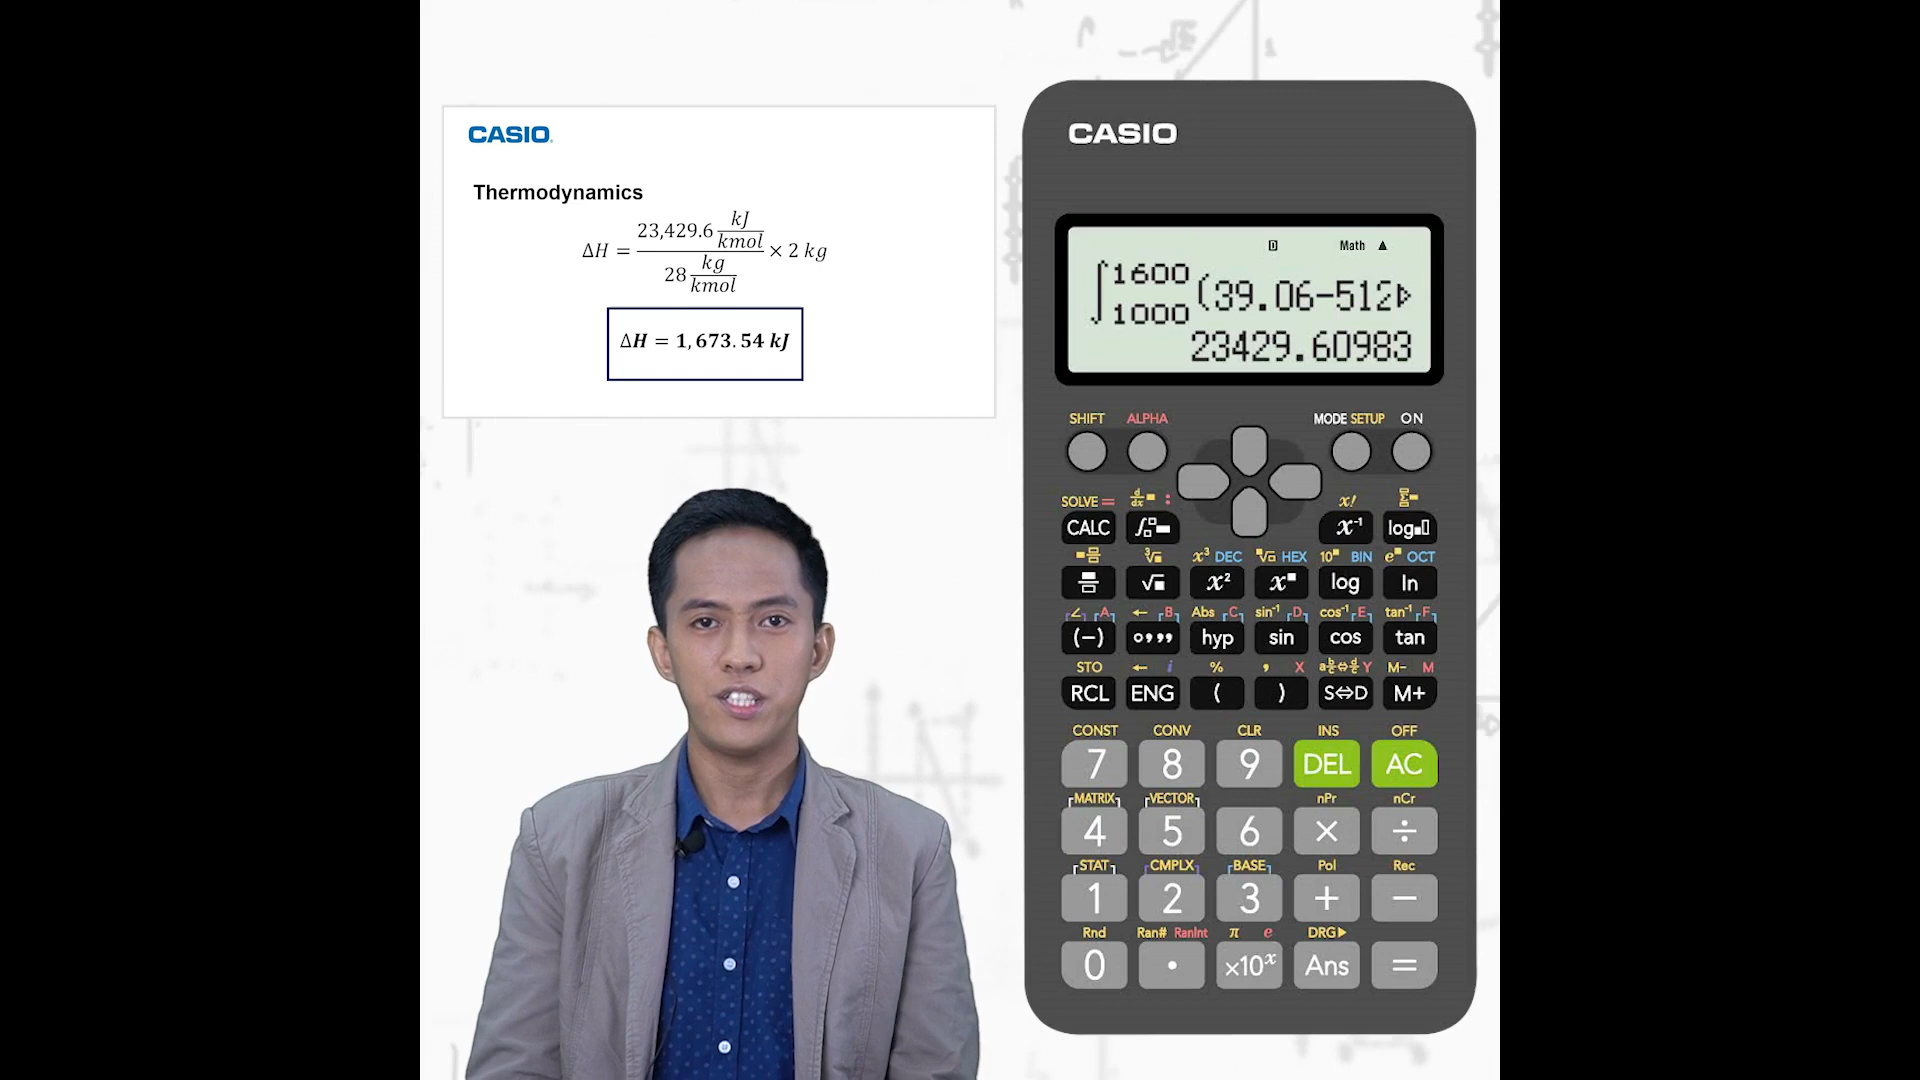 CASIO
Thermodynamics
ΔH = 23,429.6 kJ/kmol / 28 kg/kmol × 2 kg
ΔH = 1,673.54 kJ
CASIO
D Math ▲
∫1600 1000 (39.06-512▷
23429.60983
SHIFT ALPHA MODE SETUP ON
SOLVE = d/dx■ : x! Σ■
CALC ∫■ x⁻¹ log■□
■■/■ ³√■ x³ DEC ■√□ HEX 10■ BIN e■ OCT
■/■ √■ x² x■ log ln
∠ A ← B Abs C sin⁻¹ D cos⁻¹ E tan⁻¹ F
(−) °,,, hyp sin cos tan
STO ← i % , X a b/c⇔d/c Y M− M
RCL ENG ( ) S⇔D M+
CONST CONV CLR INS OFF
7 8 9 DEL AC
MATRIX VECTOR nPr nCr
4 5 6 × ÷
STAT CMPLX BASE Pol Rec
1 2 3 + −
Rnd Ran# RanInt π e DRG▶
0 . ×10ˣ Ans =